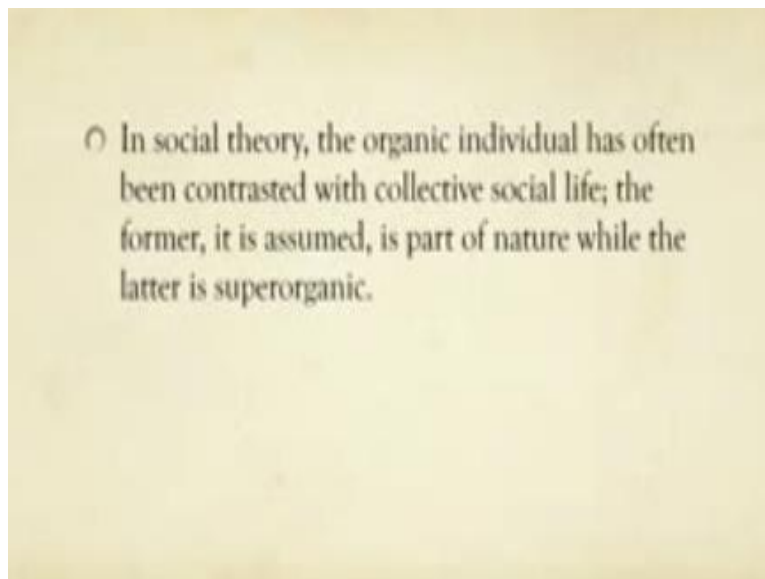 In social theory, the organic individual has often
been contrasted with collective social life; the
former, it is assumed, is part of nature while the
latter is superorganic.